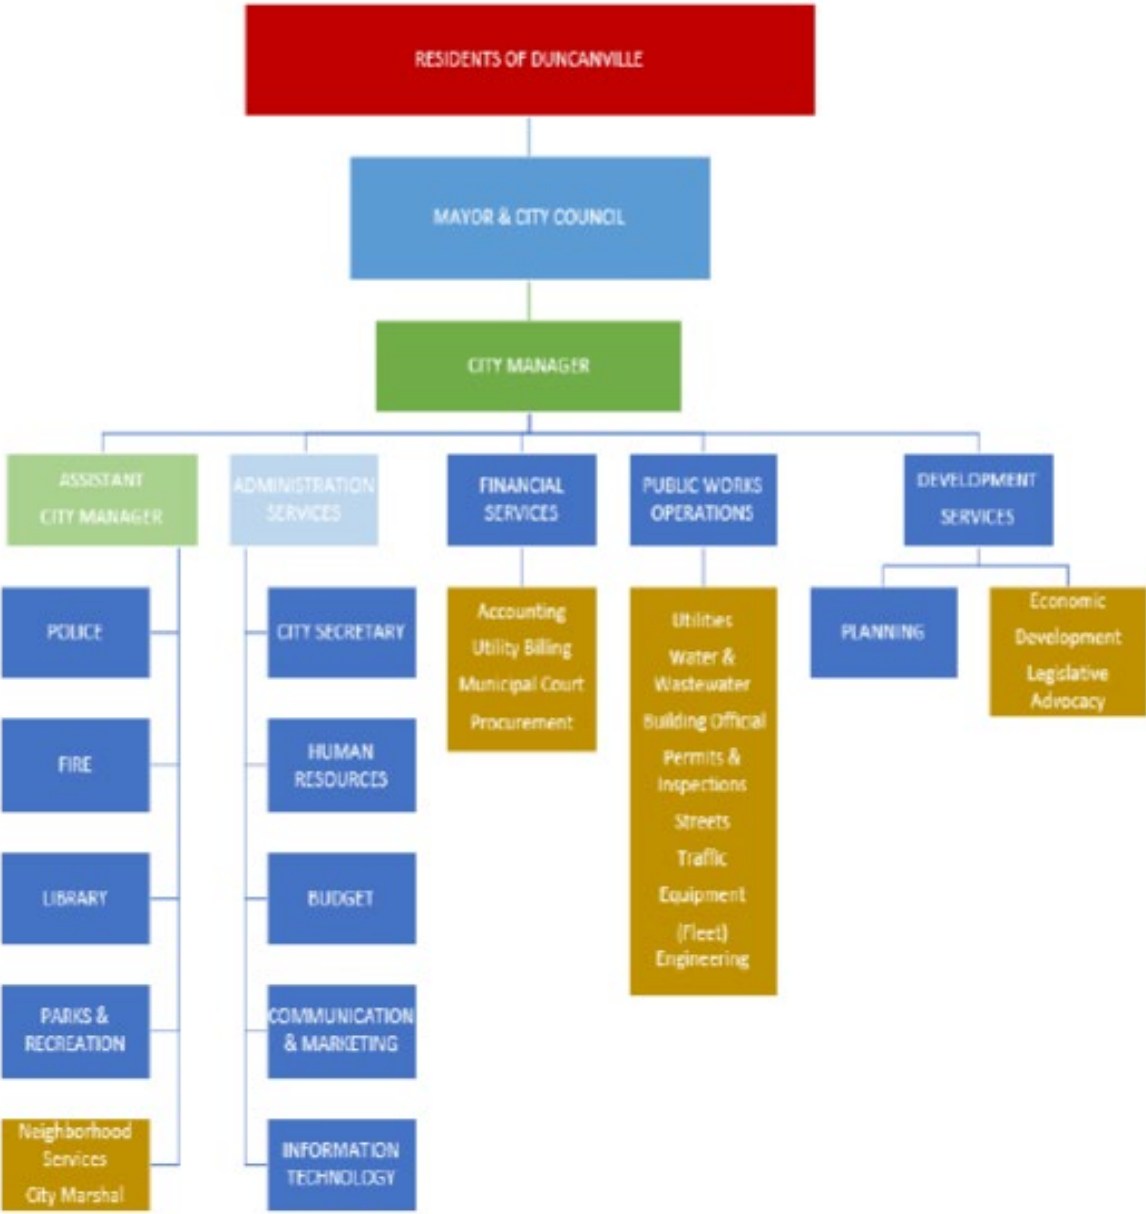 RESIDENTS OF DUNCANVILLE
MAYOR & CITY COUNCIL
CITY MANAGER
ASSISTANT
CITY MANAGER
ADMINISTRATION
SERVICES
FINANCIAL
SERVICES
PUBLIC WORKS
OPERATIONS
DEVELOPMENT
SERVICES
POLICE
FIRE
LIBRARY
PARKS &
RECREATION
Neighborhood
Services
City Marshal
CITY SECRETARY
HUMAN
RESOURCES
BUDGET
COMMUNICATION
& MARKETING
INFORMATION
TECHNOLOGY
Accounting
Utility Billing
Municipal Court
Procurement
Utilities
Water &
Wastewater
Building Official
Permits &
Inspections
Streets
Traffic
Equipment
(Fleet)
Engineering
PLANNING
Economic
Development
Legislative
Advocacy